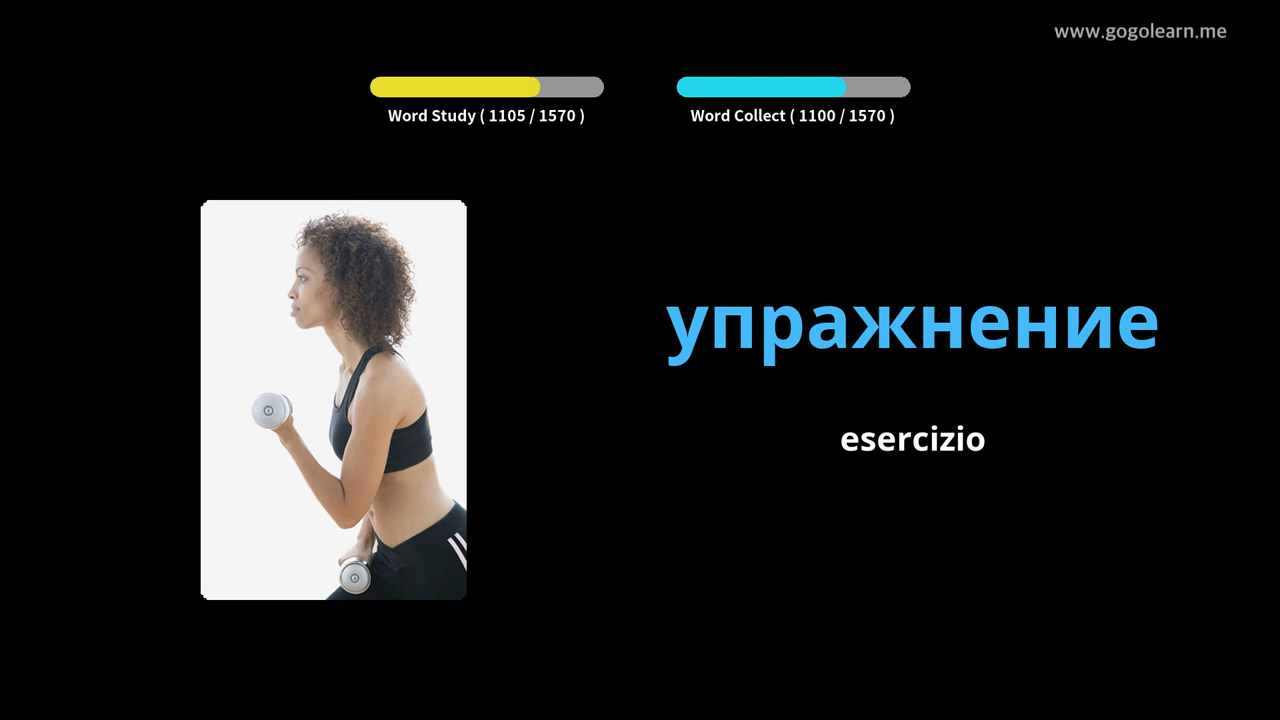 www.gogolearn.me
Word Study ( 1105 / 1570 )
Word Collect ( 1100 / 1570 )
упражнение
esercizio